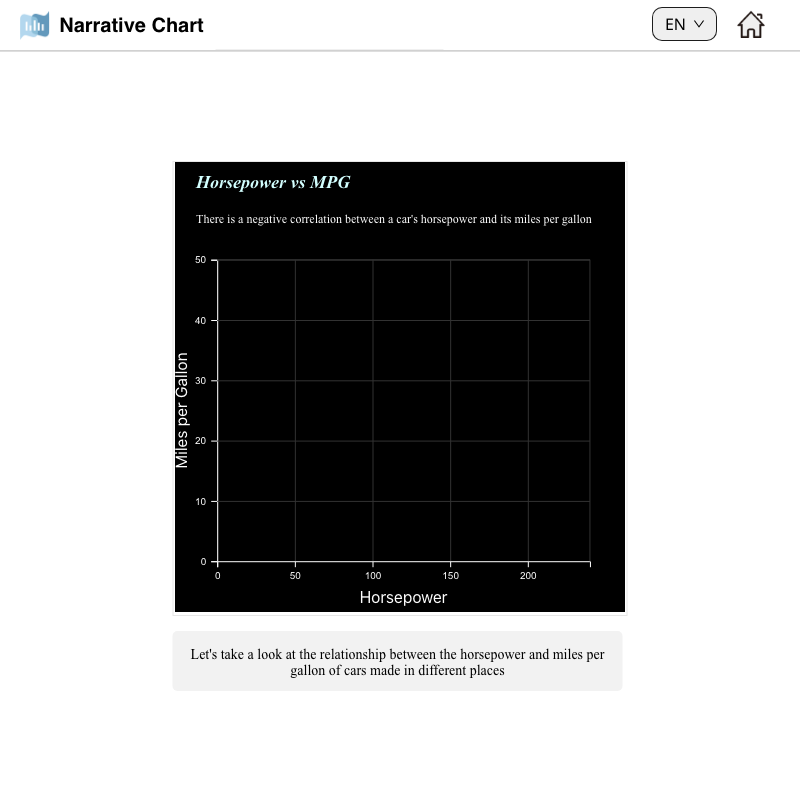 Narrative Chart
EN
Horsepower vs MPG
There is a negative correlation between a car's horsepower and its miles per gallon
50
40
30
20
10
0
Miles per Gallon
0 50 100 150 200
Horsepower
Let's take a look at the relationship between the horsepower and miles per
gallon of cars made in different places